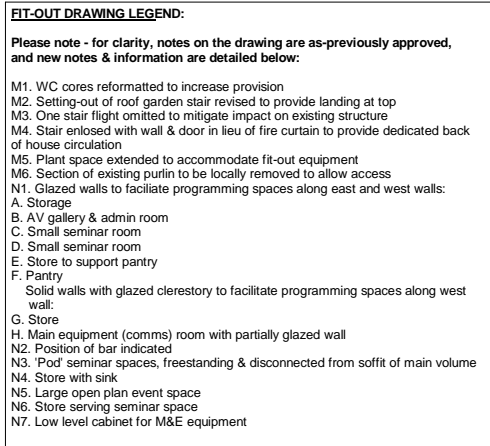 FIT-OUT DRAWING LEGEND:
Please note - for clarity, notes on the drawing are as-previously approved,
and new notes & information are detailed below:
M1. WC cores reformatted to increase provision
M2. Setting-out of roof garden stair revised to provide landing at top
M3. One stair flight omitted to mitigate impact on existing structure
M4. Stair enlosed with wall & door in lieu of fire curtain to provide dedicated back
of house circulation
M5. Plant space extended to accommodate fit-out equipment
M6. Section of existing purlin to be locally removed to allow access
N1. Glazed walls to faciliate programming spaces along east and west walls:
A. Storage
B. AV gallery & admin room
C. Small seminar room
D. Small seminar room
E. Store to support pantry
F. Pantry
Solid walls with glazed clerestory to facilitate programming spaces along west
wall:
G. Store
H. Main equipment (comms) room with partially glazed wall
N2. Position of bar indicated
N3. 'Pod' seminar spaces, freestanding & disconnected from soffit of main volume
N4. Store with sink
N5. Large open plan event space
N6. Store serving seminar space
N7. Low level cabinet for M&E equipment